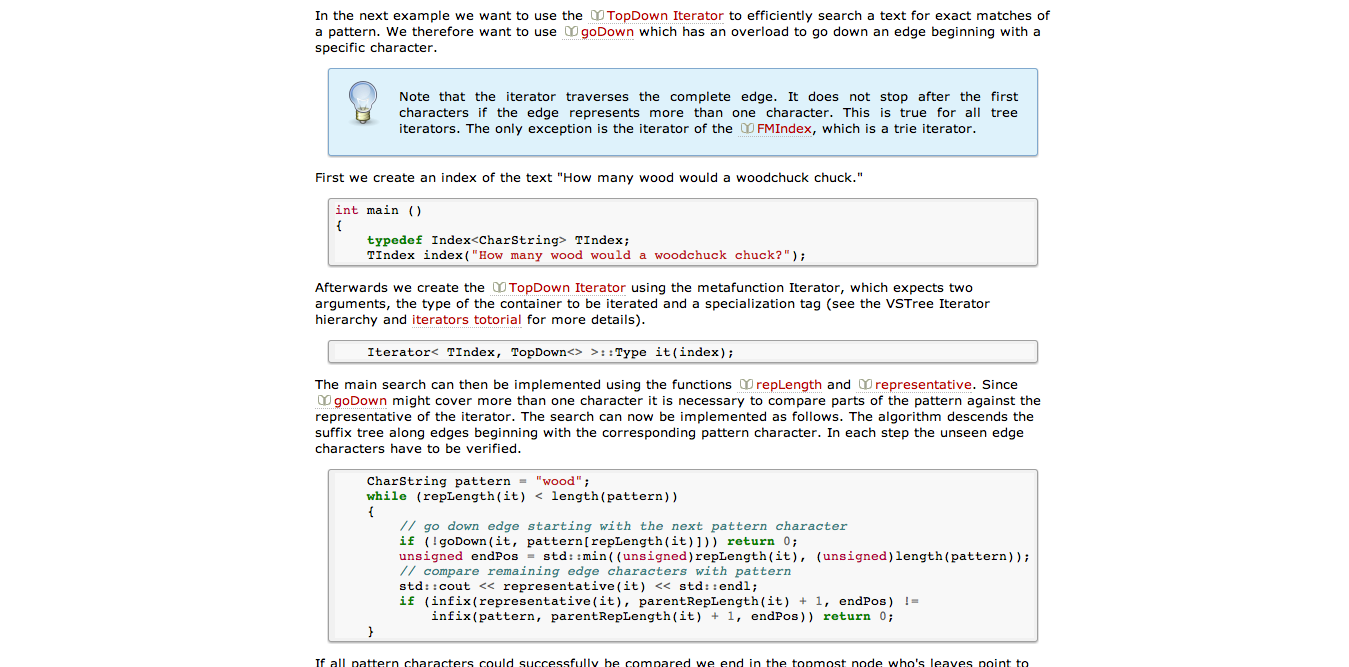 In the next example we want to use the TopDown Iterator to efficiently search a text for exact matches of
a pattern. We therefore want to use goDown which has an overload to go down an edge beginning with a
specific character.
Note that the iterator traverses the complete edge. It does not stop after the first
characters if the edge represents more than one character. This is true for all tree
iterators. The only exception is the iterator of the FMIndex, which is a trie iterator.
First we create an index of the text "How many wood would a woodchuck chuck."
int main ()
{
    typedef Index<CharString> TIndex;
    TIndex index("How many wood would a woodchuck chuck?");
Afterwards we create the TopDown Iterator using the metafunction Iterator, which expects two
arguments, the type of the container to be iterated and a specialization tag (see the VSTree Iterator
hierarchy and iterators totorial for more details).
    Iterator< TIndex, TopDown<> >::Type it(index);
The main search can then be implemented using the functions repLength and representative. Since
goDown might cover more than one character it is necessary to compare parts of the pattern against the
representative of the iterator. The search can now be implemented as follows. The algorithm descends the
suffix tree along edges beginning with the corresponding pattern character. In each step the unseen edge
characters have to be verified.
    CharString pattern = "wood";
    while (repLength(it) < length(pattern))
    {
        // go down edge starting with the next pattern character
        if (!goDown(it, pattern[repLength(it)])) return 0;
        unsigned endPos = std::min((unsigned)repLength(it), (unsigned)length(pattern));
        // compare remaining edge characters with pattern
        std::cout << representative(it) << std::endl;
        if (infix(representative(it), parentRepLength(it) + 1, endPos) !=
            infix(pattern, parentRepLength(it) + 1, endPos)) return 0;
    }
If all pattern characters could successfully be compared we end in the topmost node who's leaves point to